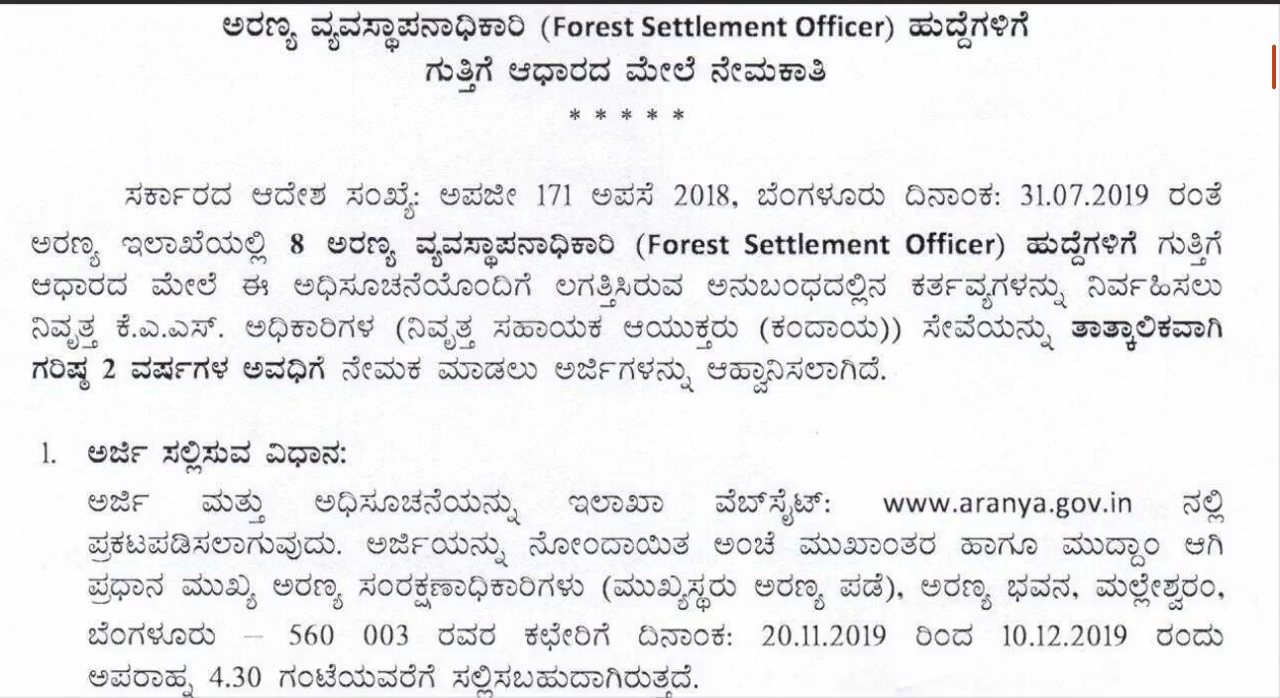 ಅರಣ್ಯ ವ್ಯವಸ್ಥಾಪನಾಧಿಕಾರಿ (Forest Settlement Officer) ಹುದ್ದೆಗಳಿಗೆ
ಗುತ್ತಿಗೆ ಆಧಾರದ ಮೇಲೆ ನೇಮಕಾತಿ
* * * * *
ಸರ್ಕಾರದ ಆದೇಶ ಸಂಖ್ಯೆ: ಅಪಜೀ 171 ಅಪಸೆ 2018, ಬೆಂಗಳೂರು ದಿನಾಂಕ: 31.07.2019 ರಂತೆ
ಅರಣ್ಯ ಇಲಾಖೆಯಲ್ಲಿ 8 ಅರಣ್ಯ ವ್ಯವಸ್ಥಾಪನಾಧಿಕಾರಿ (Forest Settlement Officer) ಹುದ್ದೆಗಳಿಗೆ ಗುತ್ತಿಗೆ
ಆಧಾರದ ಮೇಲೆ ಈ ಅಧಿಸೂಚನೆಯೊಂದಿಗೆ ಲಗತ್ತಿಸಿರುವ ಅನುಬಂಧದಲ್ಲಿನ ಕರ್ತವ್ಯಗಳನ್ನು ನಿರ್ವಹಿಸಲು
ನಿವೃತ್ತ ಕೆ.ಎ.ಎಸ್. ಅಧಿಕಾರಿಗಳ (ನಿವೃತ್ತ ಸಹಾಯಕ ಆಯುಕ್ತರು (ಕಂದಾಯ)) ಸೇವೆಯನ್ನು ತಾತ್ಕಾಲಿಕವಾಗಿ
ಗರಿಷ್ಠ 2 ವರ್ಷಗಳ ಅವಧಿಗೆ ನೇಮಕ ಮಾಡಲು ಅರ್ಜಿಗಳನ್ನು ಆಹ್ವಾನಿಸಲಾಗಿದೆ.
1. ಅರ್ಜಿ ಸಲ್ಲಿಸುವ ವಿಧಾನ:
ಅರ್ಜಿ ಮತ್ತು ಅಧಿಸೂಚನೆಯನ್ನು ಇಲಾಖಾ ವೆಬ್‌ಸೈಟ್: www.aranya.gov.in ನಲ್ಲಿ
ಪ್ರಕಟಪಡಿಸಲಾಗುವುದು. ಅರ್ಜಿಯನ್ನು ನೋಂದಾಯಿತ ಅಂಚೆ ಮುಖಾಂತರ ಹಾಗೂ ಮುದ್ದಾಂ ಆಗಿ
ಪ್ರಧಾನ ಮುಖ್ಯ ಅರಣ್ಯ ಸಂರಕ್ಷಣಾಧಿಕಾರಿಗಳು (ಮುಖ್ಯಸ್ಥರು ಅರಣ್ಯ ಪಡೆ), ಅರಣ್ಯ ಭವನ, ಮಲ್ಲೇಶ್ವರಂ,
ಬೆಂಗಳೂರು – 560 003 ರವರ ಕಛೇರಿಗೆ ದಿನಾಂಕ: 20.11.2019 ರಿಂದ 10.12.2019 ರಂದು
ಅಪರಾಹ್ನ 4.30 ಗಂಟೆಯವರೆಗೆ ಸಲ್ಲಿಸಬಹುದಾಗಿರುತ್ತದೆ.